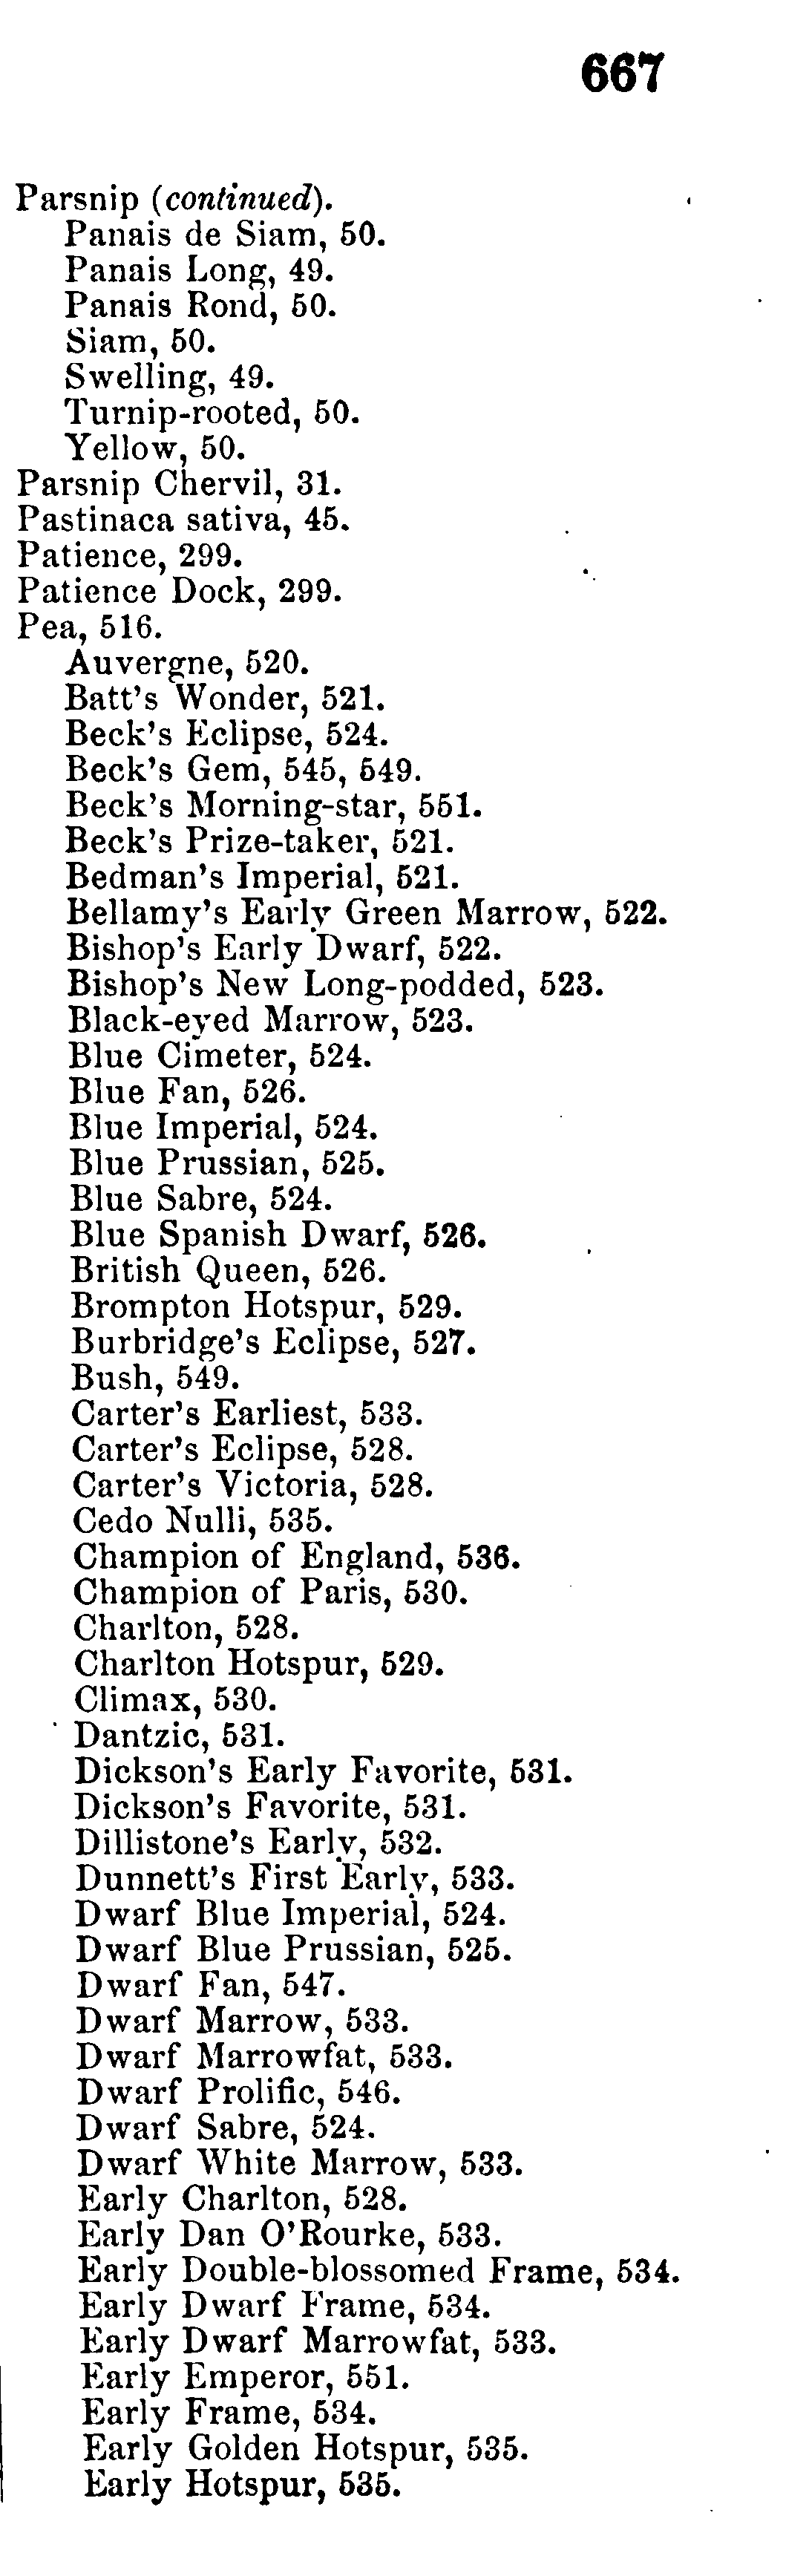 667
Parsnip (continued).
Panais de Siam, 50.
Panais Long, 49.
Panais Rond, 50.
Siam, 50.
Swelling, 49.
Turnip-rooted, 50.
Yellow, 50.
Parsnip Chervil, 31.
Pastinaca sativa, 45.
Patience, 299.
Patience Dock, 299.
Pea, 516.
Auvergne, 520.
Batt's Wonder, 521.
Beck's Eclipse, 524.
Beck's Gem, 545, 549.
Beck's Morning-star, 551.
Beck's Prize-taker, 521.
Bedman's Imperial, 521.
Bellamy's Early Green Marrow, 522.
Bishop's Early Dwarf, 522.
Bishop's New Long-podded, 523.
Black-eyed Marrow, 523.
Blue Cimeter, 524.
Blue Fan, 526.
Blue Imperial, 524.
Blue Prussian, 525.
Blue Sabre, 524.
Blue Spanish Dwarf, 526.
British Queen, 526.
Brompton Hotspur, 529.
Burbridge's Eclipse, 527.
Bush, 549.
Carter's Earliest, 533.
Carter's Eclipse, 528.
Carter's Victoria, 528.
Cedo Nulli, 535.
Champion of England, 536.
Champion of Paris, 530.
Charlton, 528.
Charlton Hotspur, 529.
Climax, 530.
Dantzic, 531.
Dickson's Early Favorite, 531.
Dickson's Favorite, 531.
Dillistone's Early, 532.
Dunnett's First Early, 533.
Dwarf Blue Imperial, 524.
Dwarf Blue Prussian, 525.
Dwarf Fan, 547.
Dwarf Marrow, 533.
Dwarf Marrowfat, 533.
Dwarf Prolific, 546.
Dwarf Sabre, 524.
Dwarf White Marrow, 533.
Early Charlton, 528.
Early Dan O'Rourke, 533.
Early Double-blossomed Frame, 534.
Early Dwarf Frame, 534.
Early Dwarf Marrowfat, 533.
Early Emperor, 551.
Early Frame, 534.
Early Golden Hotspur, 535.
Early Hotspur, 535.